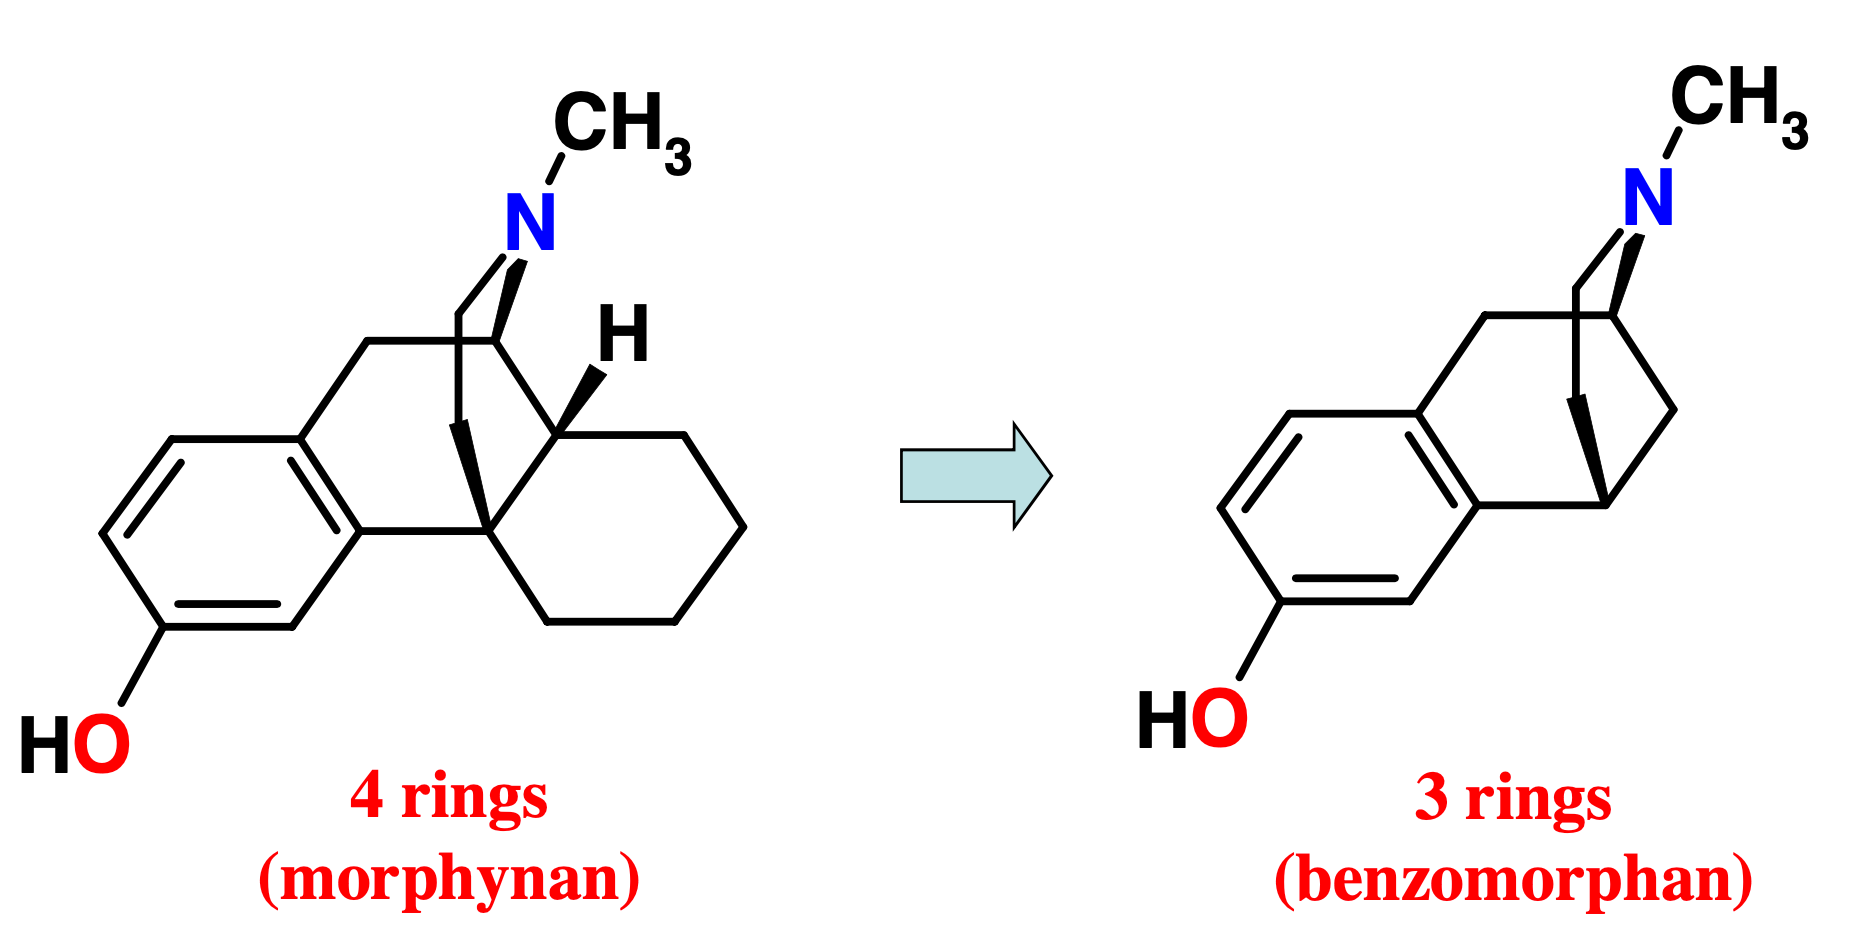 CH3
N
H
HO
4 rings
(morphynan)
CH3
N
HO
3 rings
(benzomorphan)